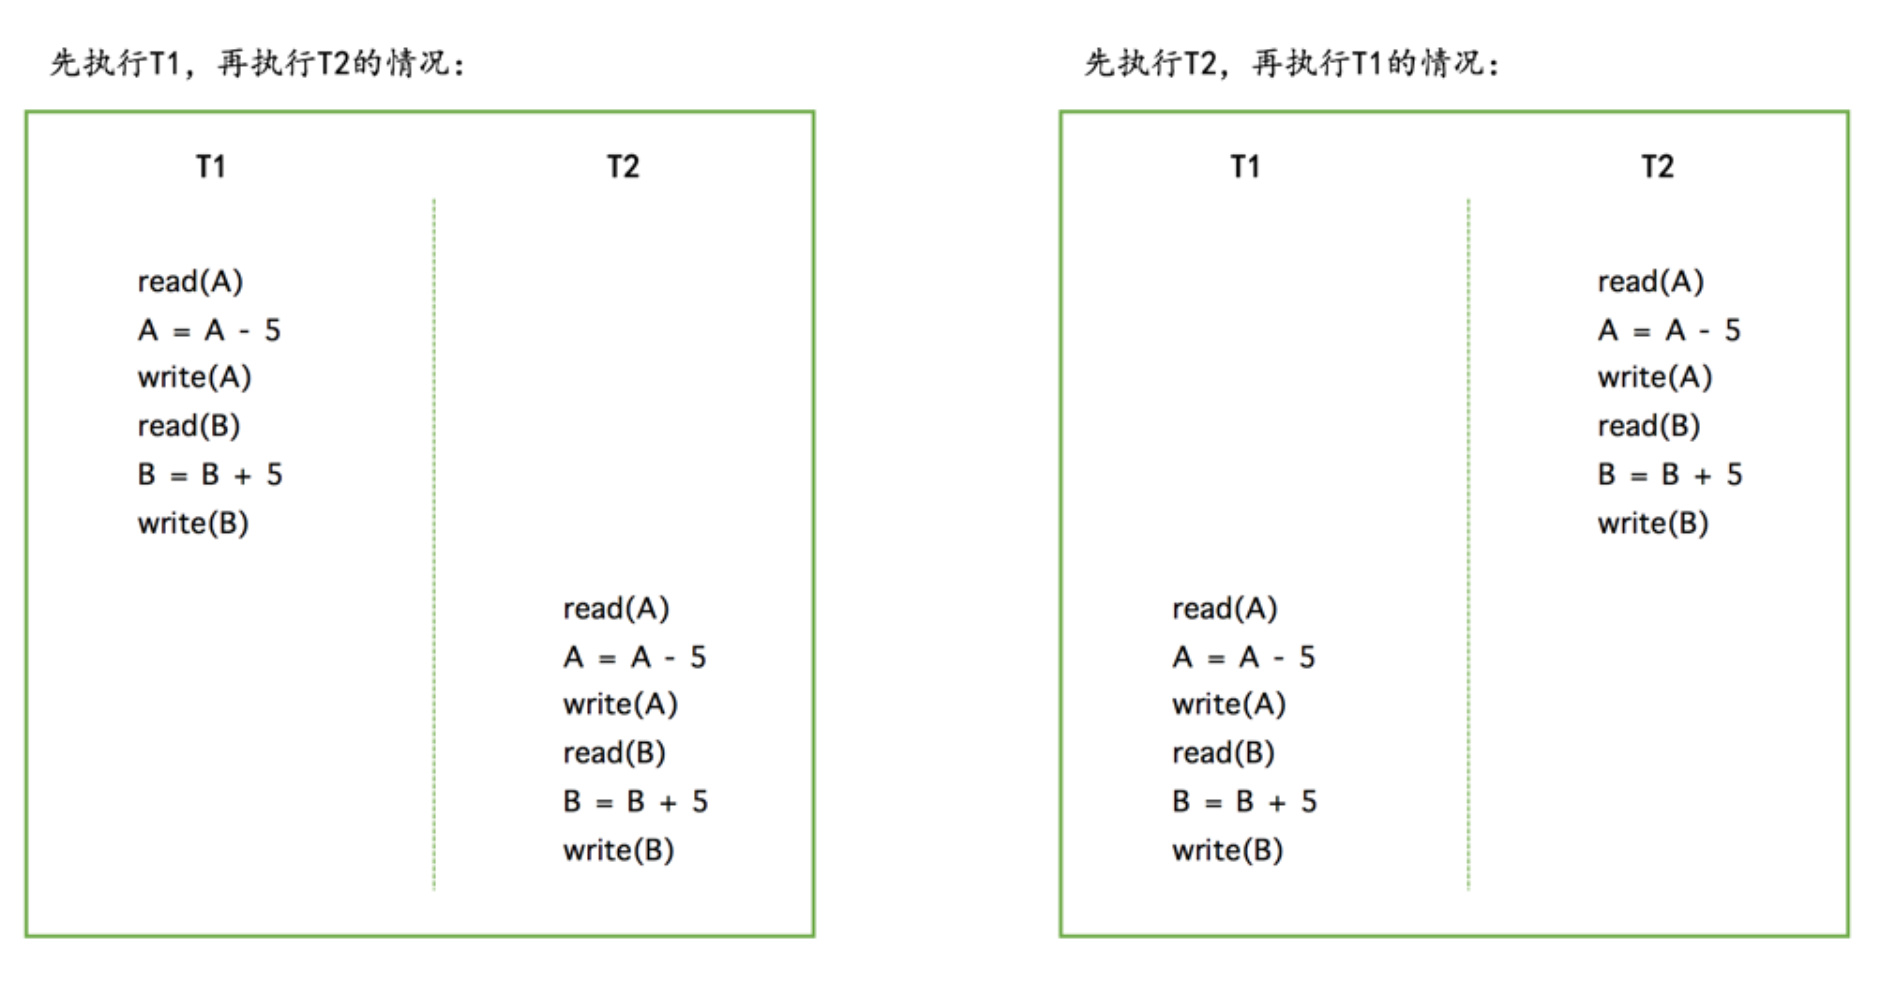 先执行T1，再执行T2的情况：
T1
T2
read(A)
A = A - 5
write(A)
read(B)
B = B + 5
write(B)
read(A)
A = A - 5
write(A)
read(B)
B = B + 5
write(B)
先执行T2，再执行T1的情况：
T1
T2
read(A)
A = A - 5
write(A)
read(B)
B = B + 5
write(B)
read(A)
A = A - 5
write(A)
read(B)
B = B + 5
write(B)